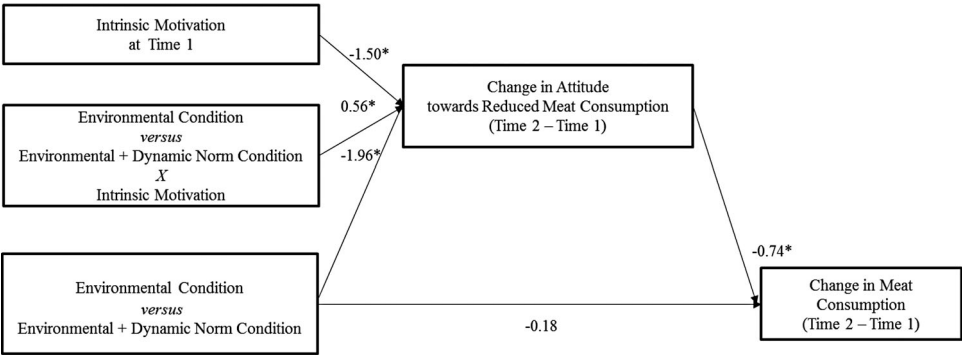 Intrinsic Motivation
at Time 1
-1.50*
Change in Attitude
towards Reduced Meat Consumption
(Time 2 – Time 1)
0.56*
Environmental Condition
versus
Environmental + Dynamic Norm Condition
X
Intrinsic Motivation
-1.96*
-0.74*
Environmental Condition
versus
Environmental + Dynamic Norm Condition
-0.18
Change in Meat
Consumption
(Time 2 – Time 1)